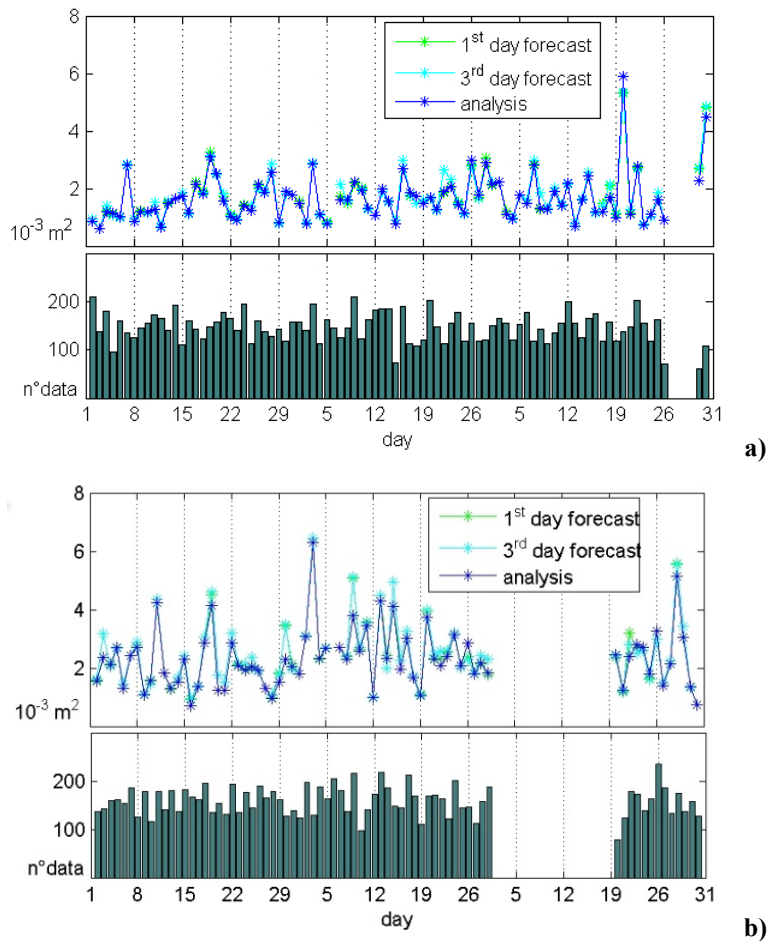 8
6
4
2
10⁻³ m²
1ˢᵗ day forecast
3ʳᵈ day forecast
analysis
200
100
n°data
1 8 15 22 29 5 12 19 26 5 12 19 26 31
day
a)
8
6
4
2
10⁻³ m²
1ˢᵗ day forecast
3ʳᵈ day forecast
analysis
200
100
n°data
1 8 15 22 29 5 12 19 26 5 12 19 26 31
day
b)